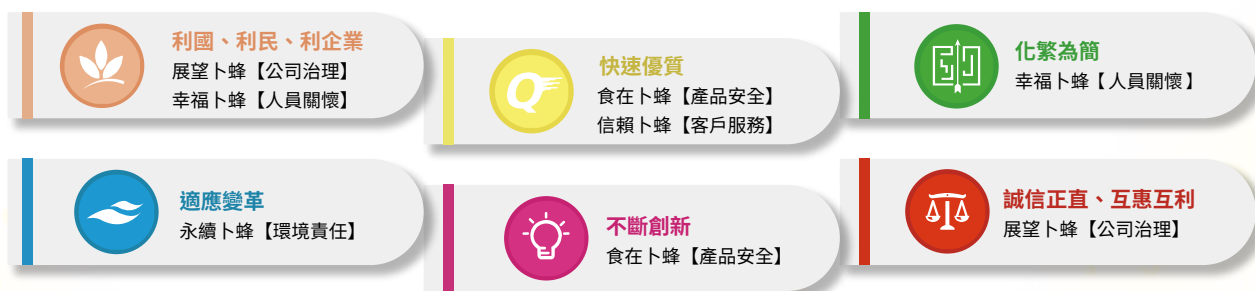 利國、利民、利企業
展望卜蜂【公司治理】
幸福卜蜂【人員關懷】
Q
快速優質
食在卜蜂【產品安全】
信賴卜蜂【客戶服務】
化繁為簡
幸福卜蜂【人員關懷】
適應變革
永續卜蜂【環境責任】
不斷創新
食在卜蜂【產品安全】
誠信正直、互惠互利
展望卜蜂【公司治理】